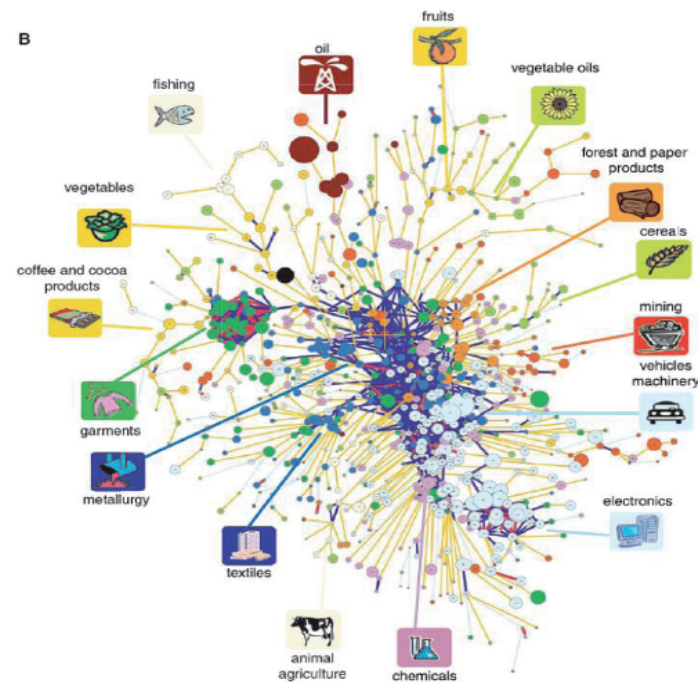 B
fruits
oil
vegetable oils
fishing
forest and paper
products
vegetables
cereals
coffee and cocoa
products
mining
vehicles
machinery
garments
metallurgy
electronics
textiles
animal
agriculture
chemicals